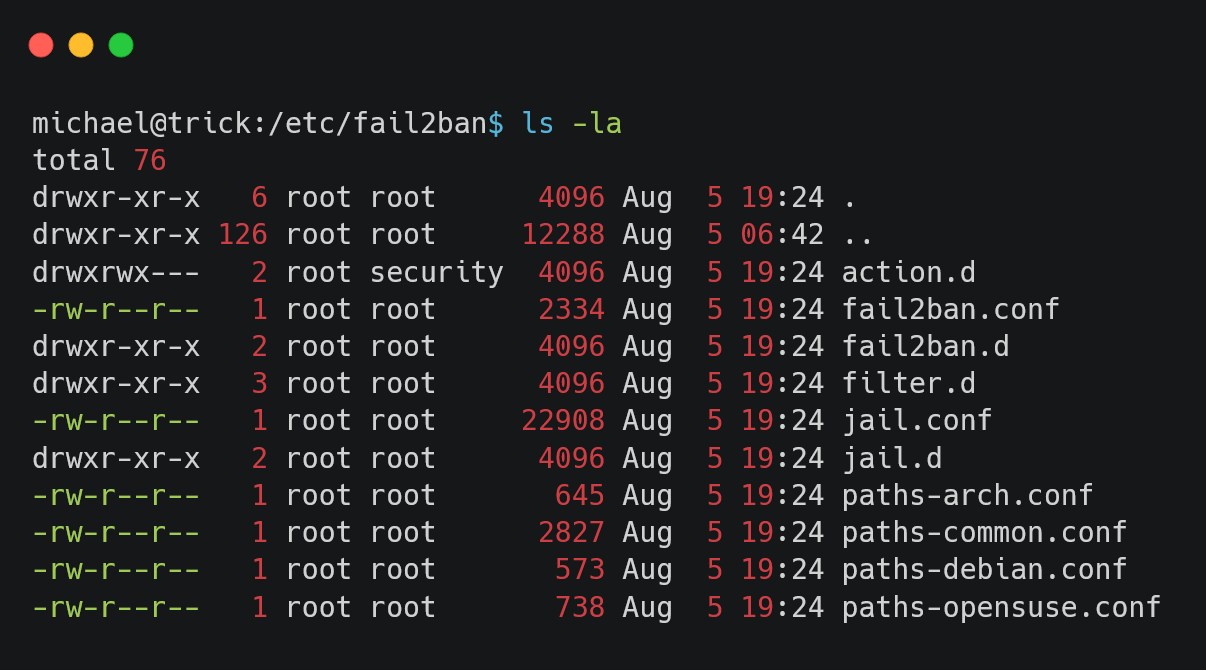 michael@trick:/etc/fail2ban$ ls -la
total 76
drwxr-xr-x   6 root root      4096 Aug  5 19:24 .
drwxr-xr-x 126 root root     12288 Aug  5 06:42 ..
drwxrwx---   2 root security  4096 Aug  5 19:24 action.d
-rw-r--r--   1 root root      2334 Aug  5 19:24 fail2ban.conf
drwxr-xr-x   2 root root      4096 Aug  5 19:24 fail2ban.d
drwxr-xr-x   3 root root      4096 Aug  5 19:24 filter.d
-rw-r--r--   1 root root     22908 Aug  5 19:24 jail.conf
drwxr-xr-x   2 root root      4096 Aug  5 19:24 jail.d
-rw-r--r--   1 root root       645 Aug  5 19:24 paths-arch.conf
-rw-r--r--   1 root root      2827 Aug  5 19:24 paths-common.conf
-rw-r--r--   1 root root       573 Aug  5 19:24 paths-debian.conf
-rw-r--r--   1 root root       738 Aug  5 19:24 paths-opensuse.conf